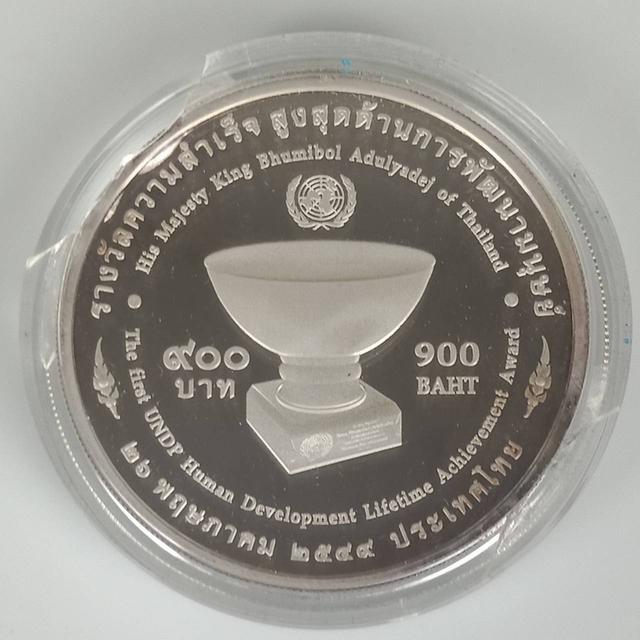 รางวัลความสำเร็จ สูงสุดด้านการพัฒนามนุษย์
His Majesty King Bhumibol Adulyadej of Thailand
๙๐๐
บาท
900
BAHT
The first UNDP Human Development Lifetime Achievement Award
๒๖ พฤษภาคม ๒๕๔๙ ประเทศไทย